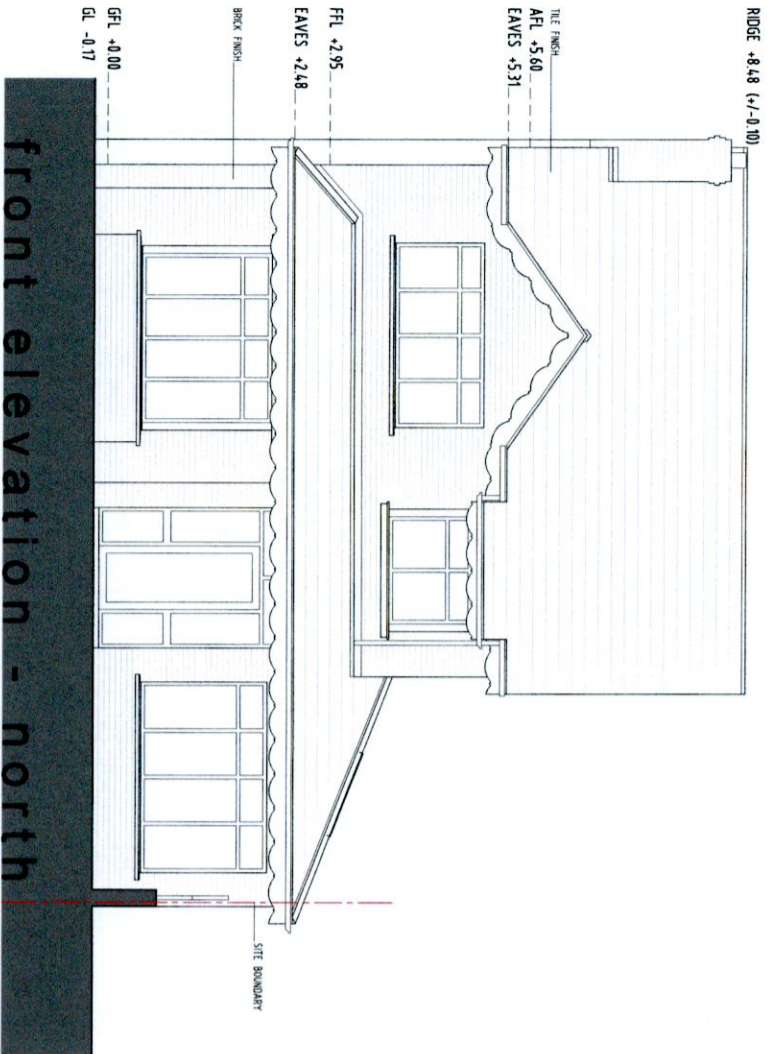 RIDGE +8.48 (+/-0.10)
TILE FINISH
AFL +5.60
EAVES +5.31
FFL +2.95
EAVES +2.48
BRICK FINISH
GFL +0.00
GL -0.17
SITE BOUNDARY
front elevation - north